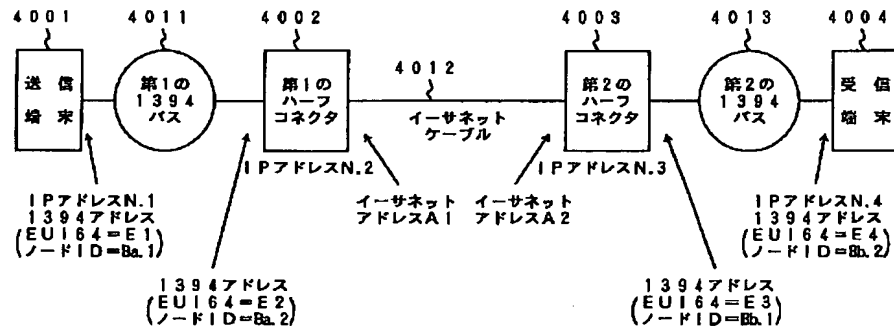 4001
4011
4002
4003
4013
4004
4012
送信
端末
第1の
1394
バス
第1の
ハーフ
コネクタ
イーサネット
ケーブル
第2の
ハーフ
コネクタ
第2の
1394
バス
受信
端末
IPアドレスN.2
IPアドレスN.3
IPアドレスN.1
1394アドレス
(EUI64=E1
ノードID=Ba.1)
イーサネット
アドレスA1
イーサネット
アドレスA2
IPアドレスN.4
1394アドレス
(EUI64=E4
ノードID=Bb.2)
1394アドレス
(EUI64=E2
ノードID=Ba.2)
1394アドレス
(EUI64=E3
ノードID=Bb.1)